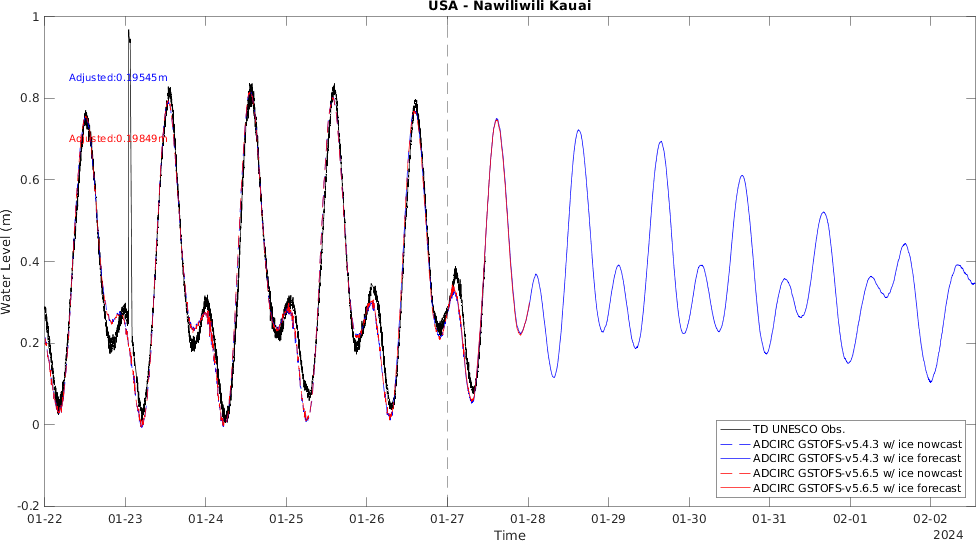 USA - Nawiliwili Kauai
1
0.8
0.6
0.4
0.2
0
-0.2
Water Level (m)
Adjusted:0.19545m
Adjusted:0.19849m
TD UNESCO Obs.
ADCIRC GSTOFS-v5.4.3 w/ ice nowcast
ADCIRC GSTOFS-v5.4.3 w/ ice forecast
ADCIRC GSTOFS-v5.6.5 w/ ice nowcast
ADCIRC GSTOFS-v5.6.5 w/ ice forecast
01-22 01-23 01-24 01-25 01-26 01-27 01-28 01-29 01-30 01-31 02-01 02-02
Time
2024